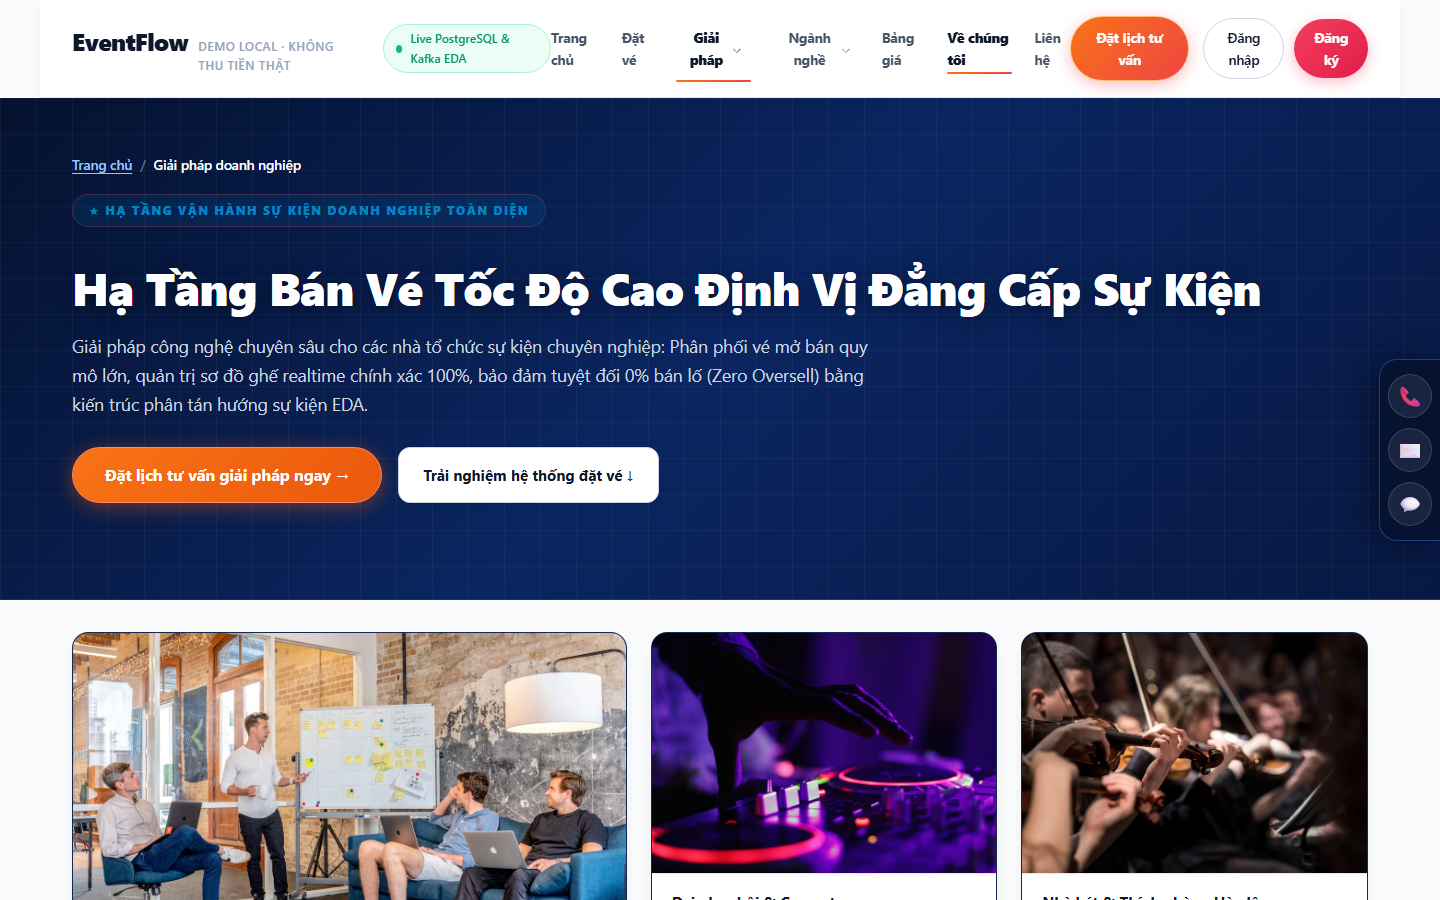 EventFlow
DEMO LOCAL · KHÔNG
THU TIỀN THẬT
Live PostgreSQL &
Kafka EDA
Trang
chủ
Đặt
vé
Giải
pháp
Ngành
nghề
Bảng
giá
Về chúng
tôi
Liên
hệ
Đặt lịch tư
vấn
Đăng
nhập
Đăng
ký
Trang chủ / Giải pháp doanh nghiệp
★ HẠ TẦNG VẬN HÀNH SỰ KIỆN DOANH NGHIỆP TOÀN DIỆN
Hạ Tầng Bán Vé Tốc Độ Cao Định Vị Đẳng Cấp Sự Kiện
Giải pháp công nghệ chuyên sâu cho các nhà tổ chức sự kiện chuyên nghiệp: Phân phối vé mở bán quy
mô lớn, quản trị sơ đồ ghế realtime chính xác 100%, bảo đảm tuyệt đối 0% bán lố (Zero Oversell) bằng
kiến trúc phân tán hướng sự kiện EDA.
Đặt lịch tư vấn giải pháp ngay →
Trải nghiệm hệ thống đặt vé ↓